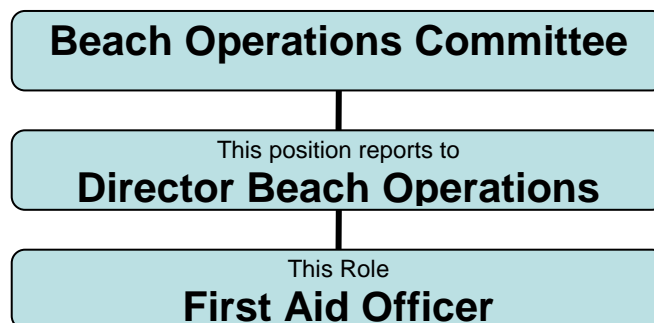 Beach Operations Committee
This position reports to
Director Beach Operations
This Role
First Aid Officer